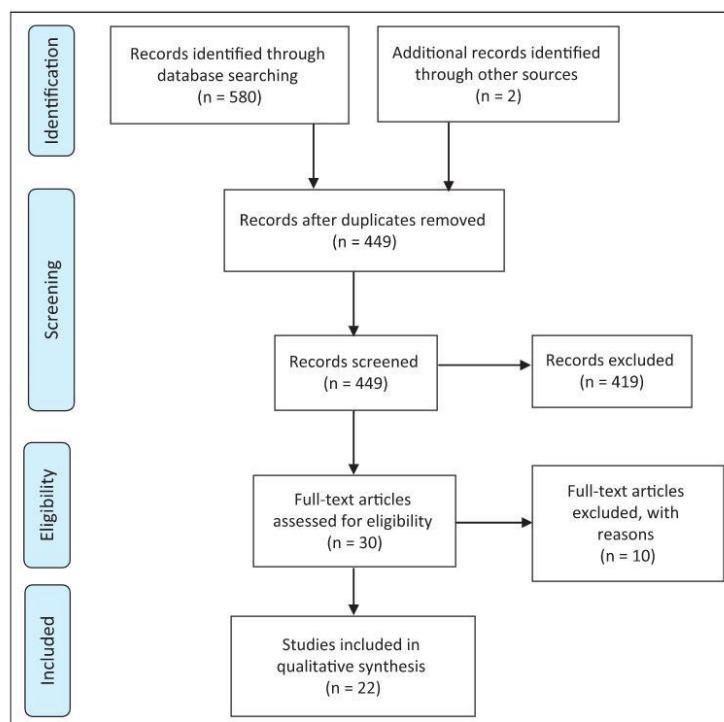 Identification
Records identified through
database searching
(n = 580)
Additional records identified
through other sources
(n = 2)
Screening
Records after duplicates removed
(n = 449)
Records screened
(n = 449)
Records excluded
(n = 419)
Eligibility
Full-text articles
assessed for eligibility
(n = 30)
Full-text articles
excluded, with
reasons
(n = 10)
Included
Studies included in
qualitative synthesis
(n = 22)